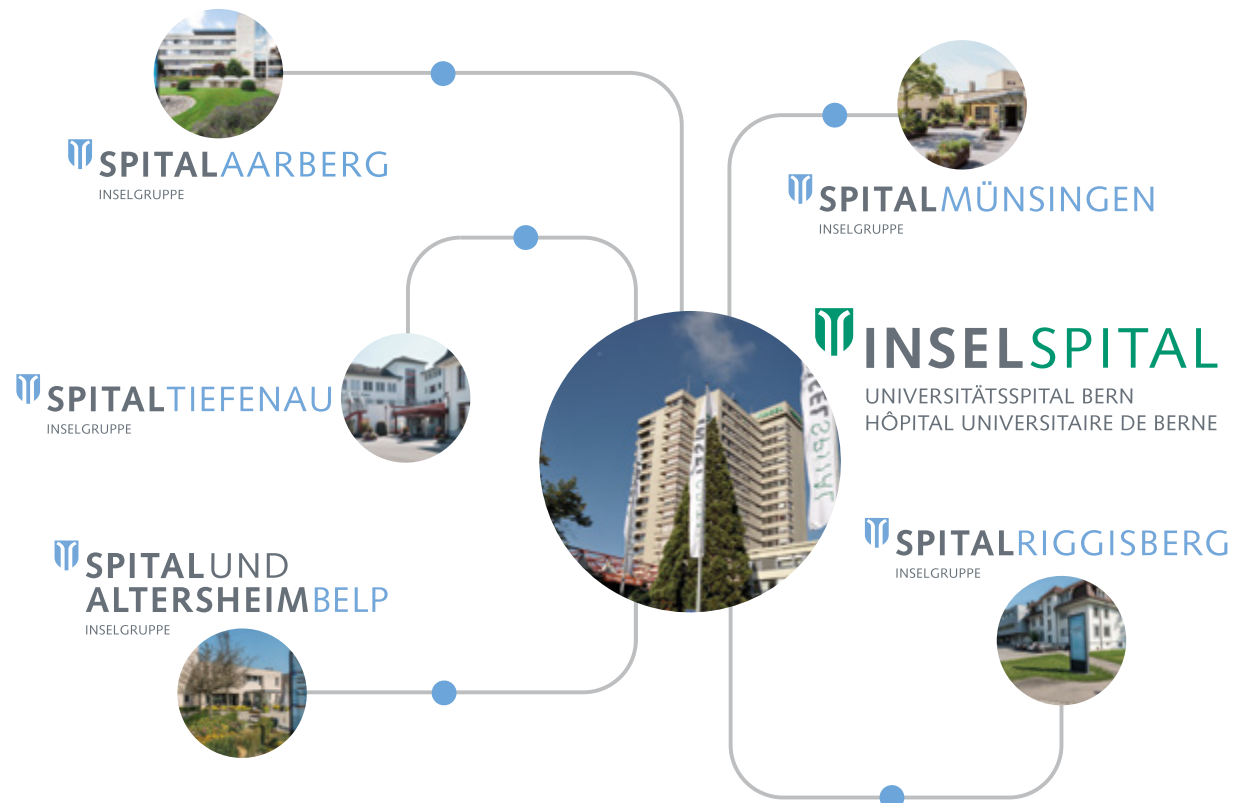 SPITALAARBERG
INSELGRUPPE
SPITALMÜNSINGEN
INSELGRUPPE
INSELSPITAL
UNIVERSITÄTSSPITAL BERN
HÔPITAL UNIVERSITAIRE DE BERNE
SPITALTIEFENAU
INSELGRUPPE
SPITALUND
ALTERSHEIMBELP
INSELGRUPPE
SPITALRIGGISBERG
INSELGRUPPE